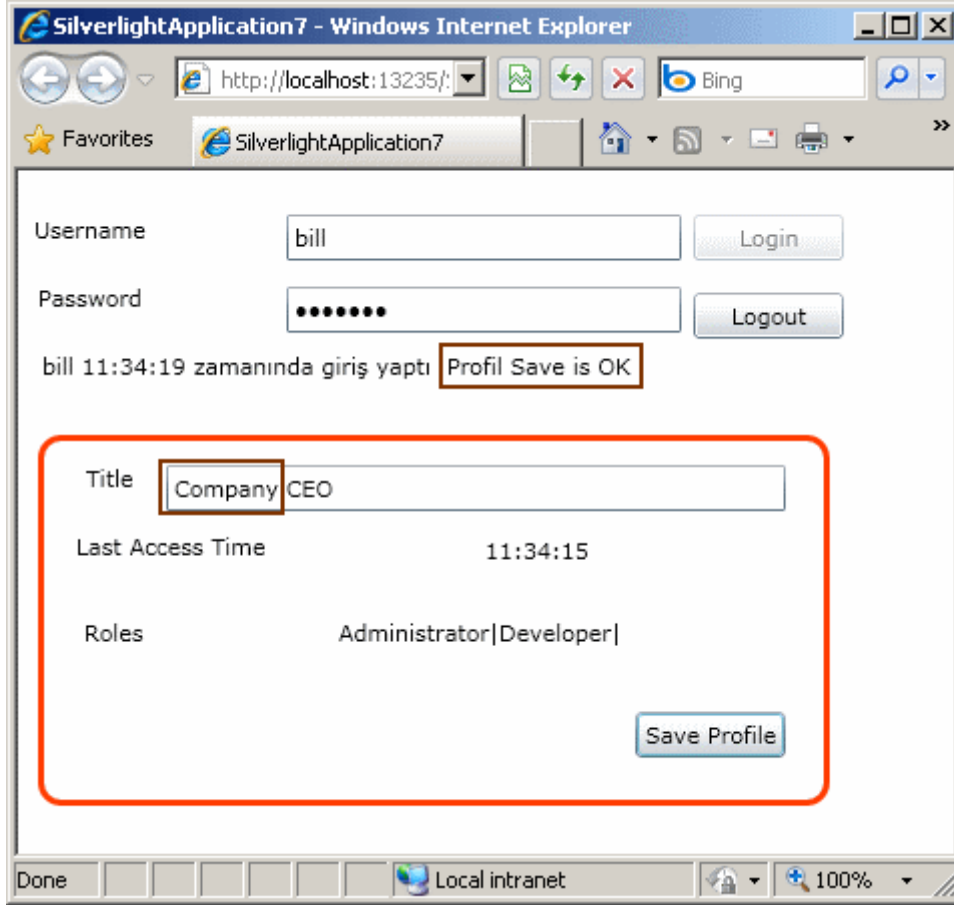 SilverlightApplication7 - Windows Internet Explorer
http://localhost:13235/: Bing
Favorites SilverlightApplication7 »
Username bill Login
Password ●●●●●●● Logout
bill 11:34:19 zamanında giriş yaptı Profil Save is OK
Title Company CEO
Last Access Time 11:34:15
Roles Administrator|Developer|
Save Profile
Done Local intranet 100%